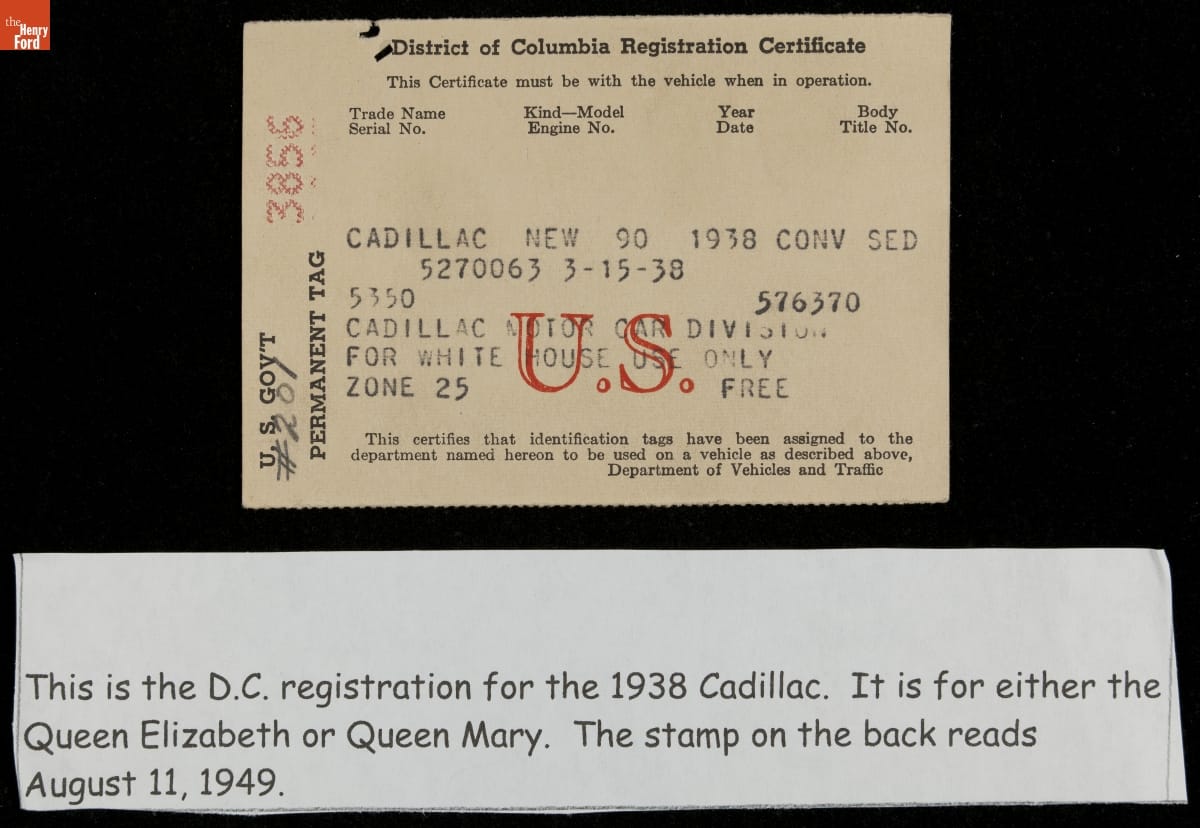 the
Henry
Ford
District of Columbia Registration Certificate
This Certificate must be with the vehicle when in operation.
Trade Name Kind—Model Year Body
Serial No. Engine No. Date Title No.
3856
U. S. GOV'T
#201
PERMANENT TAG
CADILLAC NEW 90 1938 CONV SED
5270063 3-15-38
5350 576370
CADILLAC MOTOR CAR DIVISION
FOR WHITE HOUSE USE ONLY
U.S.
ZONE 25 FREE
This certifies that identification tags have been assigned to the
department named hereon to be used on a vehicle as described above,
Department of Vehicles and Traffic
This is the D.C. registration for the 1938 Cadillac. It is for either the
Queen Elizabeth or Queen Mary. The stamp on the back reads
August 11, 1949.